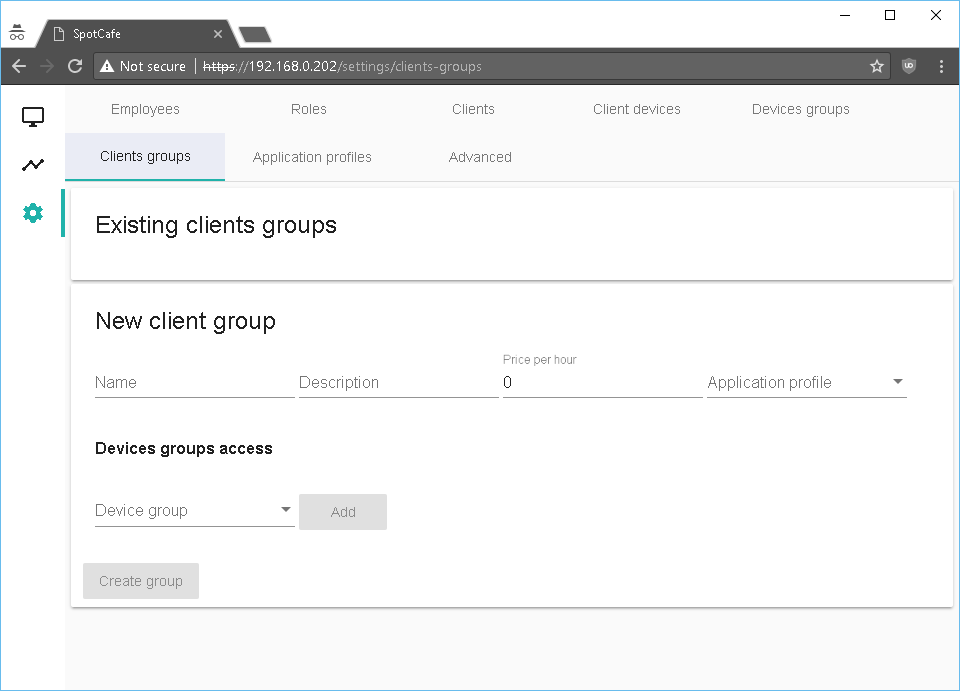 SpotCafe
Not secure https://192.168.0.202/settings/clients-groups
Employees Roles Clients Client devices Devices groups
Clients groups Application profiles Advanced
Existing clients groups
New client group
Price per hour
Name Description 0 Application profile
Devices groups access
Device group Add
Create group